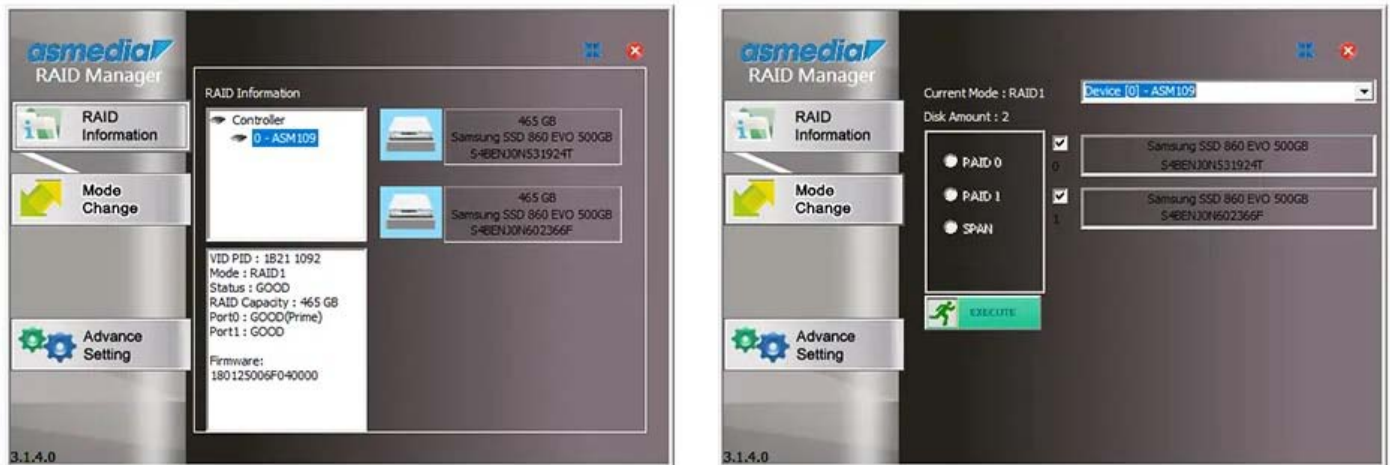 asmedia
RAID Manager
RAID
Information
Mode
Change
Advance
Setting
3.1.4.0
RAID Information
Controller
0 - ASM109
465 GB
Samsung SSD 860 EVO 500GB
S4BENJ0N531924T
465 GB
Samsung SSD 860 EVO 500GB
S4BENJ0N602366F
VID PID : 1B21 1092
Mode : RAID1
Status : GOOD
RAID Capacity : 465 GB
Port0 : GOOD(Prime)
Port1 : GOOD
Firmware:
180125006F040000
asmedia
RAID Manager
RAID
Information
Mode
Change
Advance
Setting
3.1.4.0
Current Mode : RAID1
Device [0] - ASM109
Disk Amount : 2
RAID 0
RAID 1
SPAN
0
Samsung SSD 860 EVO 500GB
S4BENJ0N531924T
1
Samsung SSD 860 EVO 500GB
S4BENJ0N602366F
EXECUTE